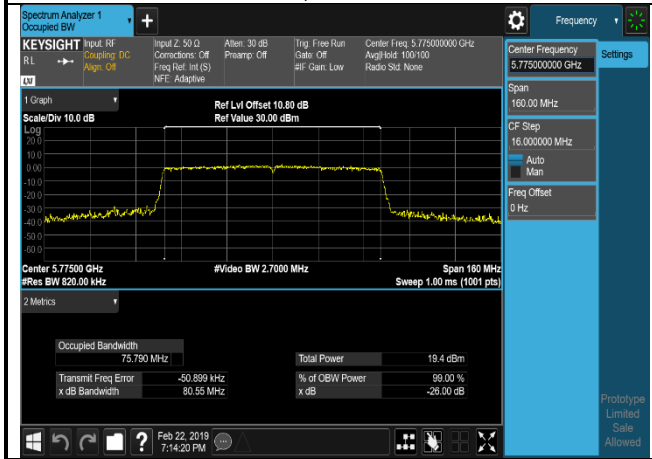 Spectrum Analyzer 1
Occupied BW
+
Frequency
KEYSIGHT
RL
LXI
Input: RF
Coupling: DC
Align: Off
Input Z: 50 Ω
Corrections: Off
Freq Ref: Int (S)
NFE: Adaptive
Atten: 30 dB
Preamp: Off
Trig: Free Run
Gate: Off
#IF Gain: Low
Center Freq: 5.775000000 GHz
Avg|Hold: 100/100
Radio Std: None
1 Graph
Scale/Div 10.0 dB
Ref Lvl Offset 10.80 dB
Ref Value 30.00 dBm
Log
20.0
10.0
0.00
-10.0
-20.0
-30.0
-40.0
-50.0
-60.0
Center 5.77500 GHz
#Res BW 820.00 kHz
#Video BW 2.7000 MHz
Span 160 MHz
Sweep 1.00 ms (1001 pts)
2 Metrics
Occupied Bandwidth
75.790 MHz
Transmit Freq Error -50.899 kHz
x dB Bandwidth 80.55 MHz
Total Power 19.4 dBm
% of OBW Power 99.00 %
x dB -26.00 dB
Center Frequency
5.775000000 GHz
Span
160.00 MHz
CF Step
16.000000 MHz
Auto
Man
Freq Offset
0 Hz
Settings
Prototype
Limited
Sale
Allowed
?
Feb 22, 2019
7:14:20 PM